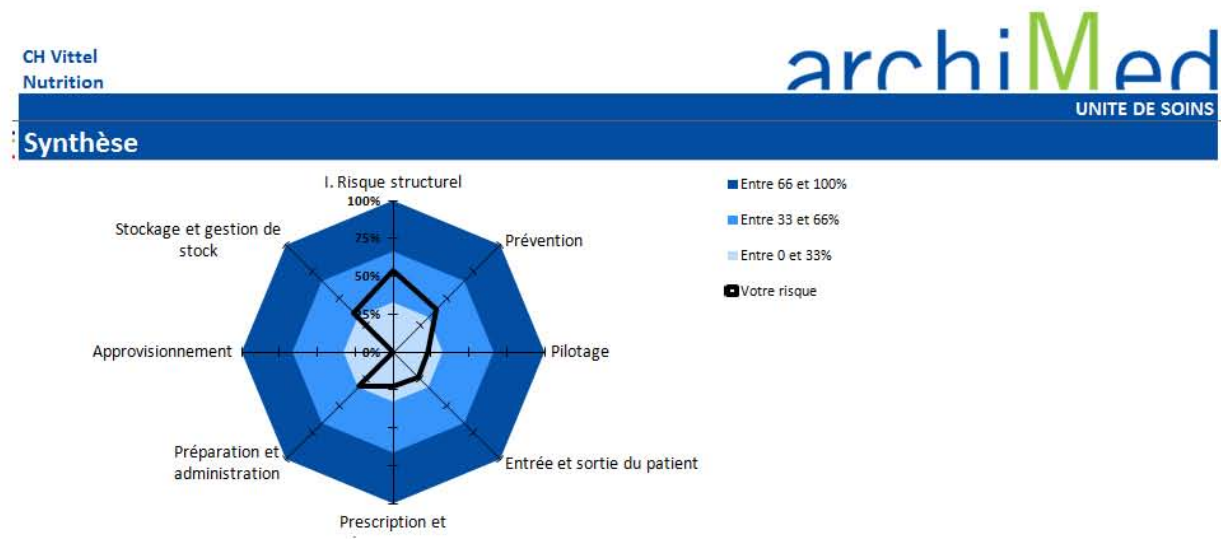 CH Vittel
Nutrition
archiMed
UNITE DE SOINS
Synthèse
I. Risque structurel
100%
75%
50%
25%
0%
Prévention
Pilotage
Entrée et sortie du patient
Prescription et
Préparation et
administration
Approvisionnement
Stockage et gestion de
stock
Entre 66 et 100%
Entre 33 et 66%
Entre 0 et 33%
Votre risque